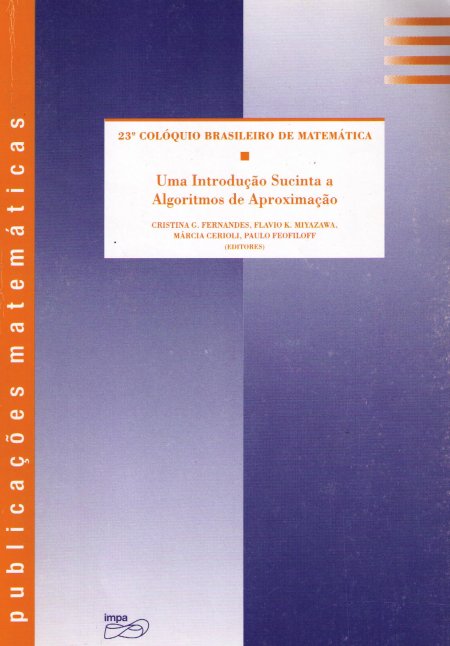 publicações matemáticas
23º COLÓQUIO BRASILEIRO DE MATEMÁTICA
Uma Introdução Sucinta a
Algoritmos de Aproximação
CRISTINA G. FERNANDES, FLAVIO K. MIYAZAWA,
MÁRCIA CERIOLI, PAULO FEOFILOFF
(EDITORES)
impa